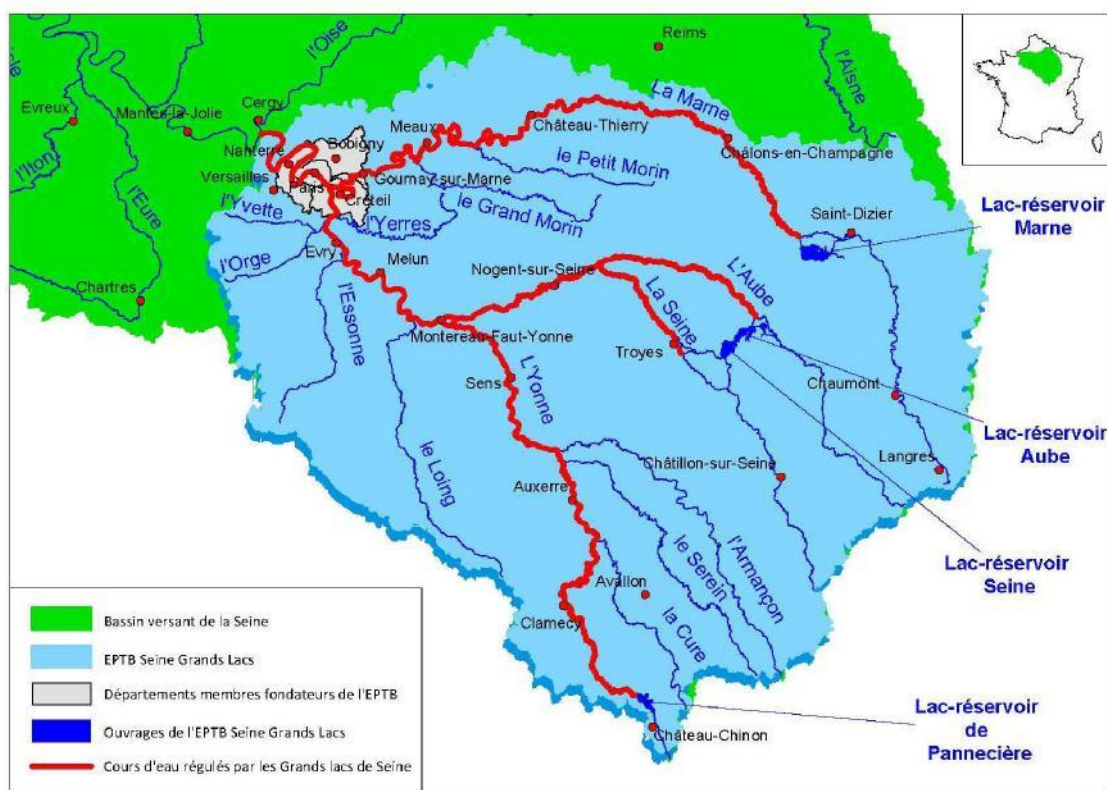 Reims
l'Oise
l'Aisne
Evreux
Mantes-la-Jolie
Cergy
La Marne
Meaux
Château-Thierry
Bobigny
Nanterre
Châlons-en-Champagne
l'Iton
le Petit Morin
Versailles
Paris
Gournay-sur-Marne
Créteil
l'Eure
l'Yvette
l'Yerres
le Grand Morin
Saint-Dizier
Lac-réservoir
Marne
Evry
l'Orge
Melun
Nogent-sur-Seine
L'Aube
Chartres
l'Essonne
La Seine
Montereau-Faut-Yonne
Troyes
Sens
L'Yonne
Chaumont
Lac-réservoir
Aube
le Loing
Châtillon-sur-Seine
Langres
Auxerre
l'Armançon
le Serein
Lac-réservoir
Seine
Avallon
Clamecy
la Cure
Lac-réservoir
de
Pannecière
Château-Chinon
Bassin versant de la Seine
EPTB Seine Grands Lacs
Départements membres fondateurs de l'EPTB
Ouvrages de l'EPTB Seine Grands Lacs
Cours d'eau régulés par les Grands lacs de Seine